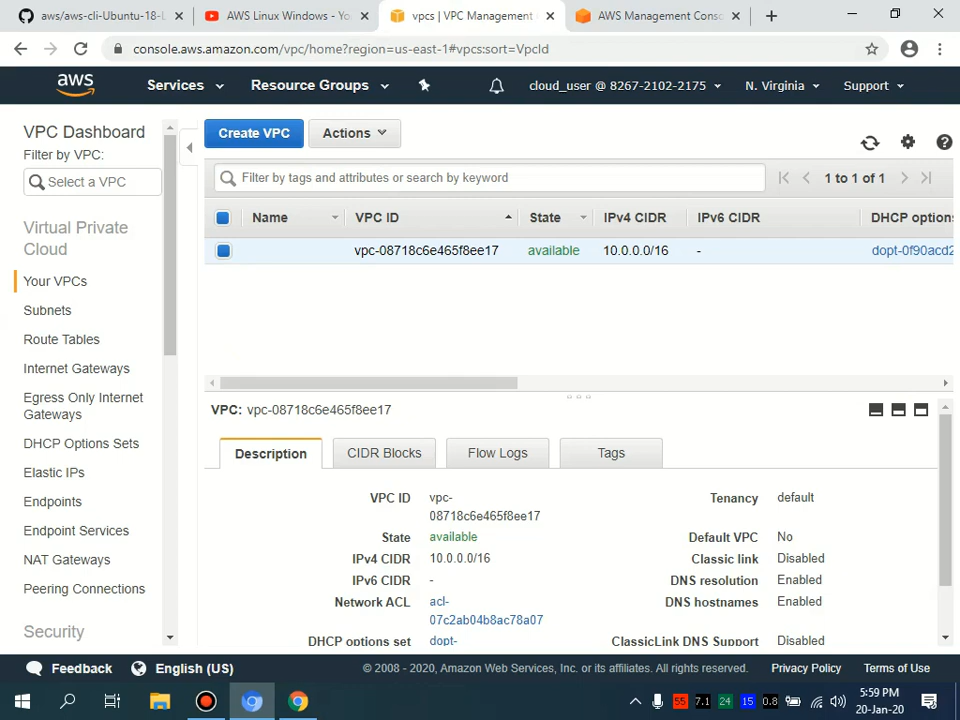 aws/aws-cli-Ubuntu-18-L
AWS Linux Windows - Yo
vpcs | VPC Management
AWS Management Conso
console.aws.amazon.com/vpc/home?region=us-east-1#vpcs:sort=VpcId
aws
Services
Resource Groups
cloud_user @ 8267-2102-2175
N. Virginia
Support
VPC Dashboard
Filter by VPC:
Select a VPC
Virtual Private
Cloud
Your VPCs
Subnets
Route Tables
Internet Gateways
Egress Only Internet
Gateways
DHCP Options Sets
Elastic IPs
Endpoints
Endpoint Services
NAT Gateways
Peering Connections
Security
Create VPC
Actions
Filter by tags and attributes or search by keyword
1 to 1 of 1
Name
VPC ID
State
IPv4 CIDR
IPv6 CIDR
DHCP options
vpc-08718c6e465f8ee17
available
10.0.0.0/16
-
dopt-0f90acd2
VPC: vpc-08718c6e465f8ee17
Description
CIDR Blocks
Flow Logs
Tags
VPC ID
vpc-
08718c6e465f8ee17
Tenancy
default
State
available
Default VPC
No
IPv4 CIDR
10.0.0.0/16
Classic link
Disabled
IPv6 CIDR
-
DNS resolution
Enabled
Network ACL
acl-
07c2ab04b8ac78a07
DNS hostnames
Enabled
DHCP options set
dopt-
ClassicLink DNS Support
Disabled
Feedback
English (US)
© 2008 - 2020, Amazon Web Services, Inc. or its affiliates. All rights reserved.
Privacy Policy
Terms of Use
55
7.1
24
15
0.8
5:59 PM
20-Jan-20